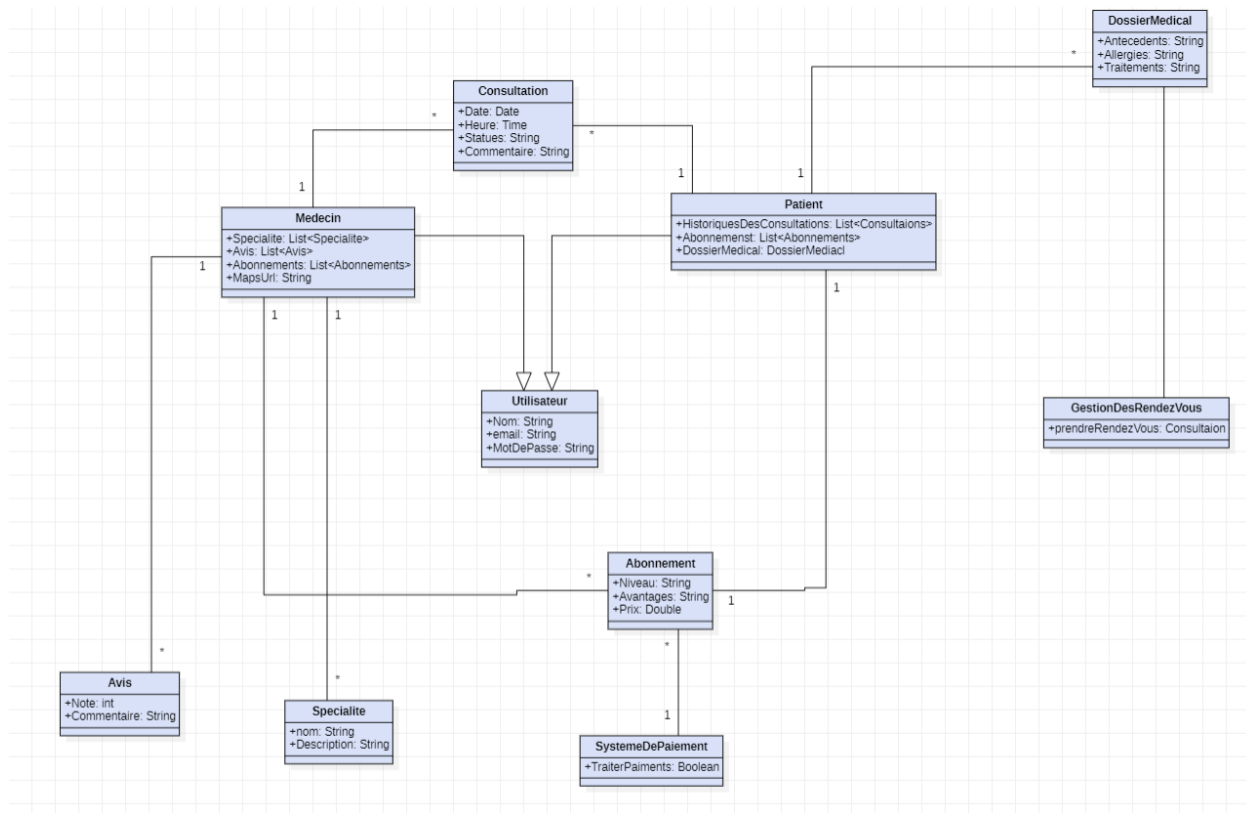 DossierMedical
+Antecedents: String
+Allergies: String
+Traitements: String
*
Consultation
+Date: Date
+Heure: Time
+Statues: String
+Commentaire: String
*
*
1
1
1
Medecin
+Specialite: List<Specialite>
+Avis: List<Avis>
+Abonnements: List<Abonnements>
+MapsUrl: String
Patient
+HistoriquesDesConsultations: List<Consultaions>
+Abonnemenst: List<Abonnements>
+DossierMedical: DossierMediacl
1
1
1
1
Utilisateur
+Nom: String
+email: String
+MotDePasse: String
GestionDesRendezVous
+prendreRendezVous: Consultaion
Abonnement
+Niveau: String
+Avantages: String
+Prix: Double
*
1
*
1
*
Avis
+Note: int
+Commentaire: String
*
Specialite
+nom: String
+Description: String
SystemeDePaiement
+TraiterPaiments: Boolean